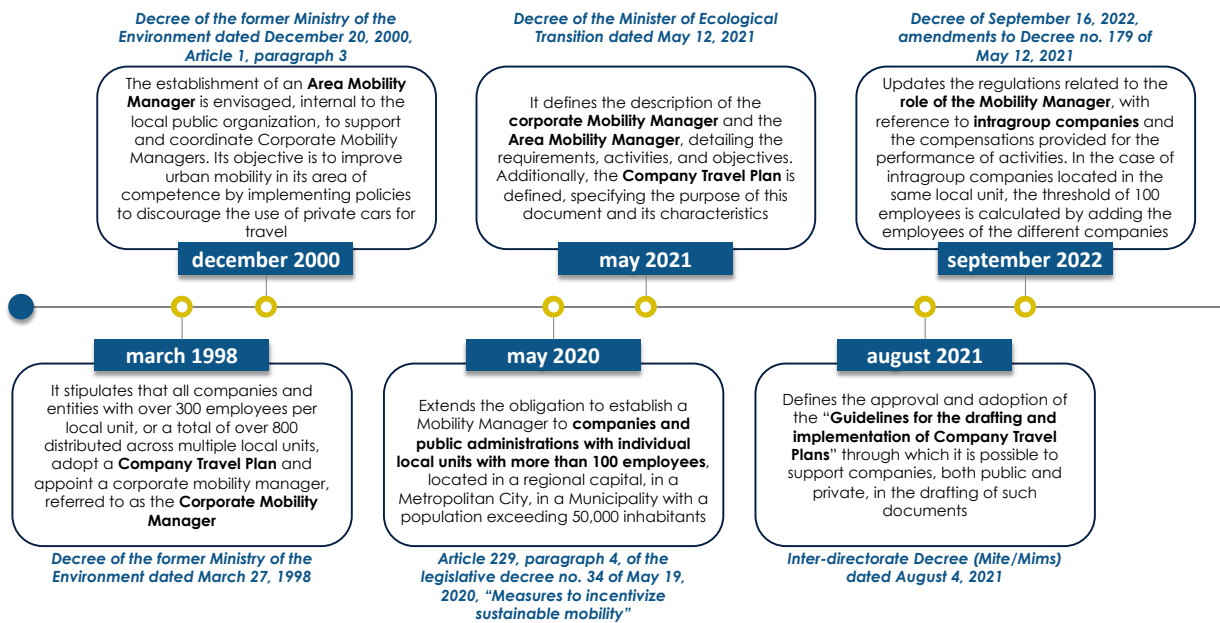 Decree of the former Ministry of the
Environment dated December 20, 2000,
Article 1, paragraph 3
The establishment of an Area Mobility
Manager is envisaged, internal to the
local public organization, to support
and coordinate Corporate Mobility
Managers. Its objective is to improve
urban mobility in its area of
competence by implementing policies
to discourage the use of private cars for
travel
december 2000
Decree of the Minister of Ecological
Transition dated May 12, 2021
It defines the description of the
corporate Mobility Manager and the
Area Mobility Manager, detailing the
requirements, activities, and objectives.
Additionally, the Company Travel Plan is
defined, specifying the purpose of this
document and its characteristics
may 2021
Decree of September 16, 2022,
amendments to Decree no. 179 of
May 12, 2021
Updates the regulations related to the
role of the Mobility Manager, with
reference to intragroup companies and
the compensations provided for the
performance of activities. In the case of
intragroup companies located in the
same local unit, the threshold of 100
employees is calculated by adding the
employees of the different companies
september 2022
march 1998
It stipulates that all companies and
entities with over 300 employees per
local unit, or a total of over 800
distributed across multiple local units,
adopt a Company Travel Plan and
appoint a corporate mobility manager,
referred to as the Corporate Mobility
Manager
Decree of the former Ministry of the
Environment dated March 27, 1998
may 2020
Extends the obligation to establish a
Mobility Manager to companies and
public administrations with individual
local units with more than 100 employees,
located in a regional capital, in a
Metropolitan City, in a Municipality with a
population exceeding 50,000 inhabitants
Article 229, paragraph 4, of the
legislative decree no. 34 of May 19,
2020, “Measures to incentivize
sustainable mobility”
august 2021
Defines the approval and adoption of
the “Guidelines for the drafting and
implementation of Company Travel
Plans” through which it is possible to
support companies, both public and
private, in the drafting of such
documents
Inter-directorate Decree (Mite/Mims)
dated August 4, 2021